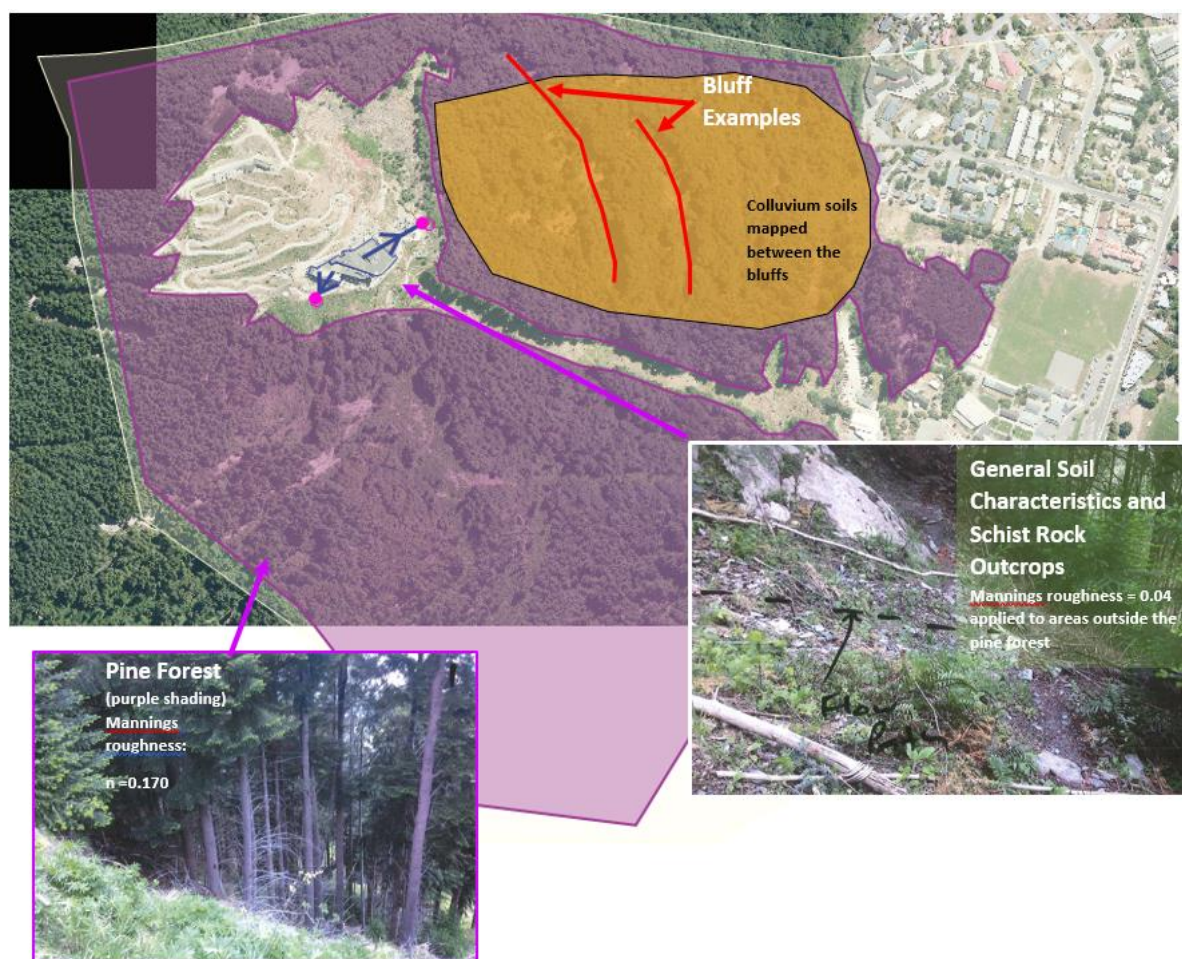 Bluff
Examples
Colluvium soils
mapped
between the
bluffs
General Soil
Characteristics and
Schist Rock
Outcrops
Mannings roughness = 0.04
applied to areas outside the
pine forest
Flow
Path
Pine Forest
(purple shading)
Mannings
roughness:
n =0.170